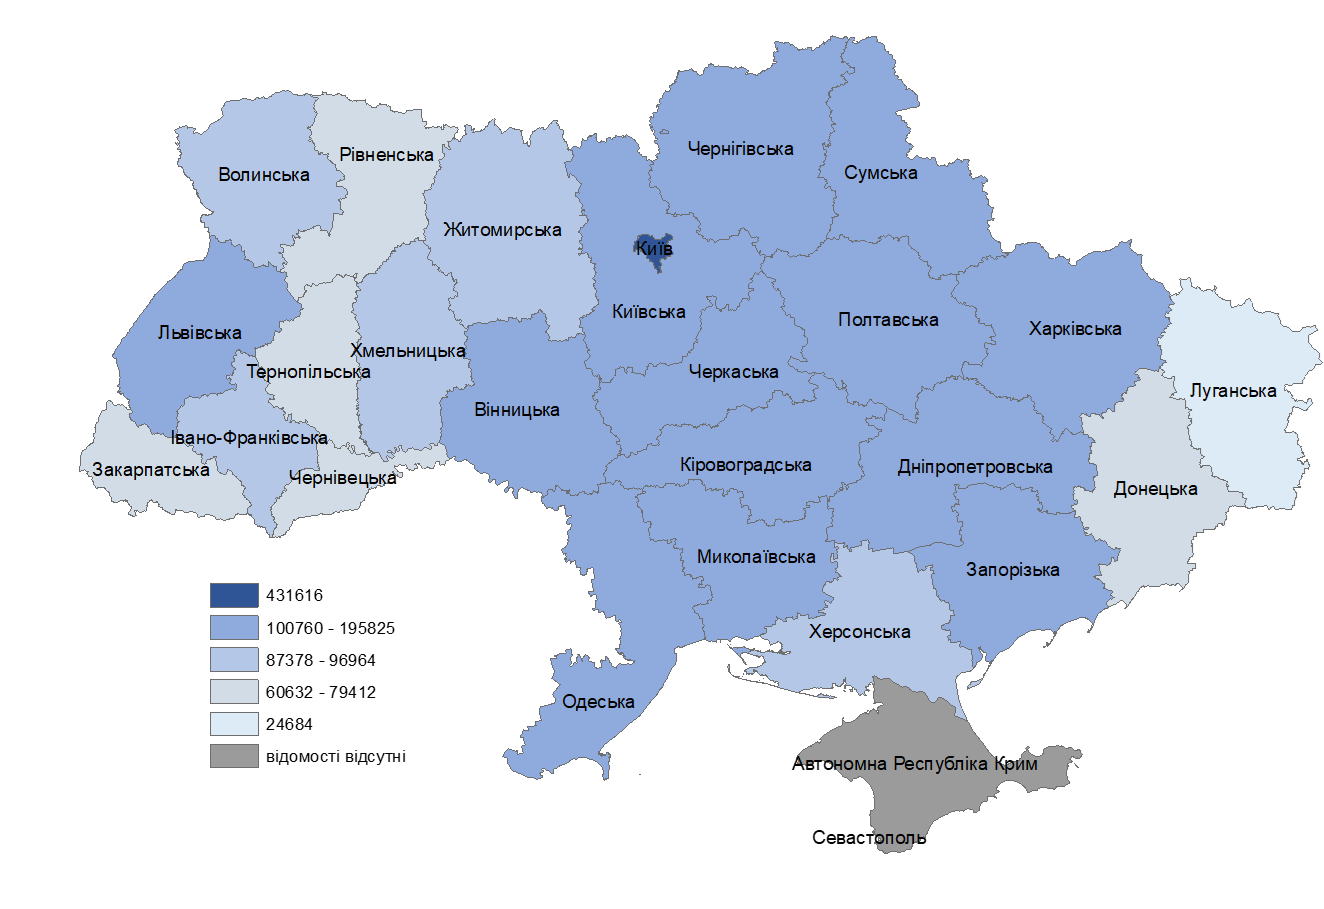 Чернігівська
Рівненська
Сумська
Волинська
Житомирська
Київ
Київська
Полтавська
Харківська
Львівська
Хмельницька
Тернопільська
Черкаська
Луганська
Вінницька
Івано-Франківська
Закарпатська
Чернівецька
Кіровоградська
Дніпропетровська
Донецька
Миколаївська
Запорізька
Херсонська
Одеська
Автономна Республіка Крим
Севастополь
431616
100760 - 195825
87378 - 96964
60632 - 79412
24684
відомості відсутні